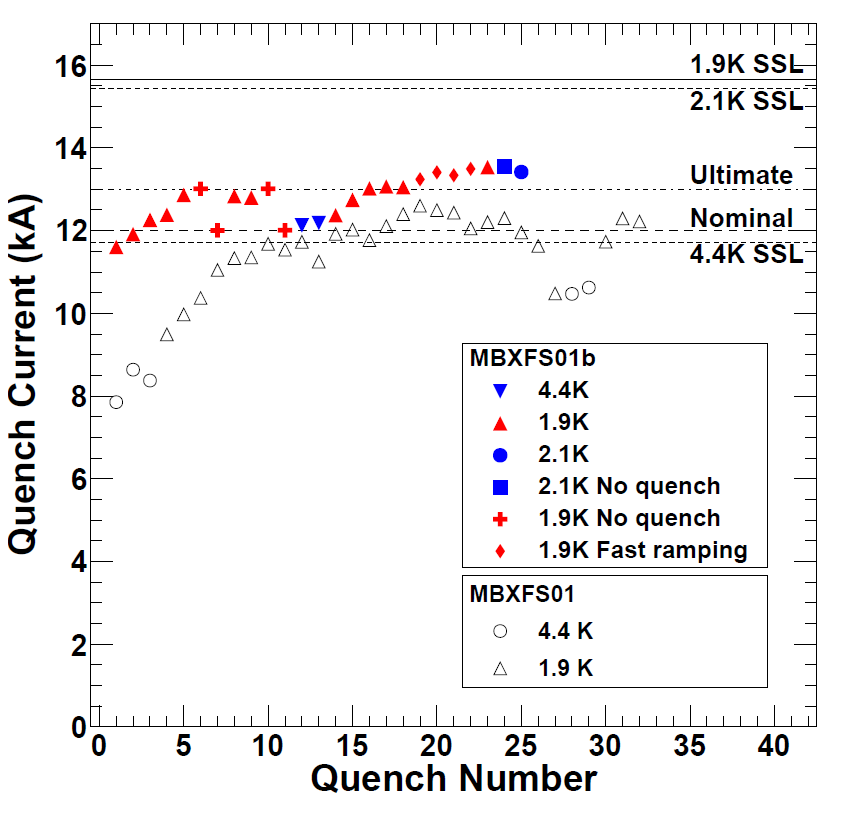 16
1.9K SSL
2.1K SSL
14
Ultimate
Nominal
12
4.4K SSL
10
8
6
4
2
0
Quench Current (kA)
MBXFS01b
4.4K
1.9K
2.1K
2.1K No quench
1.9K No quench
1.9K Fast ramping
MBXFS01
4.4 K
1.9 K
0 5 10 15 20 25 30 35 40
Quench Number